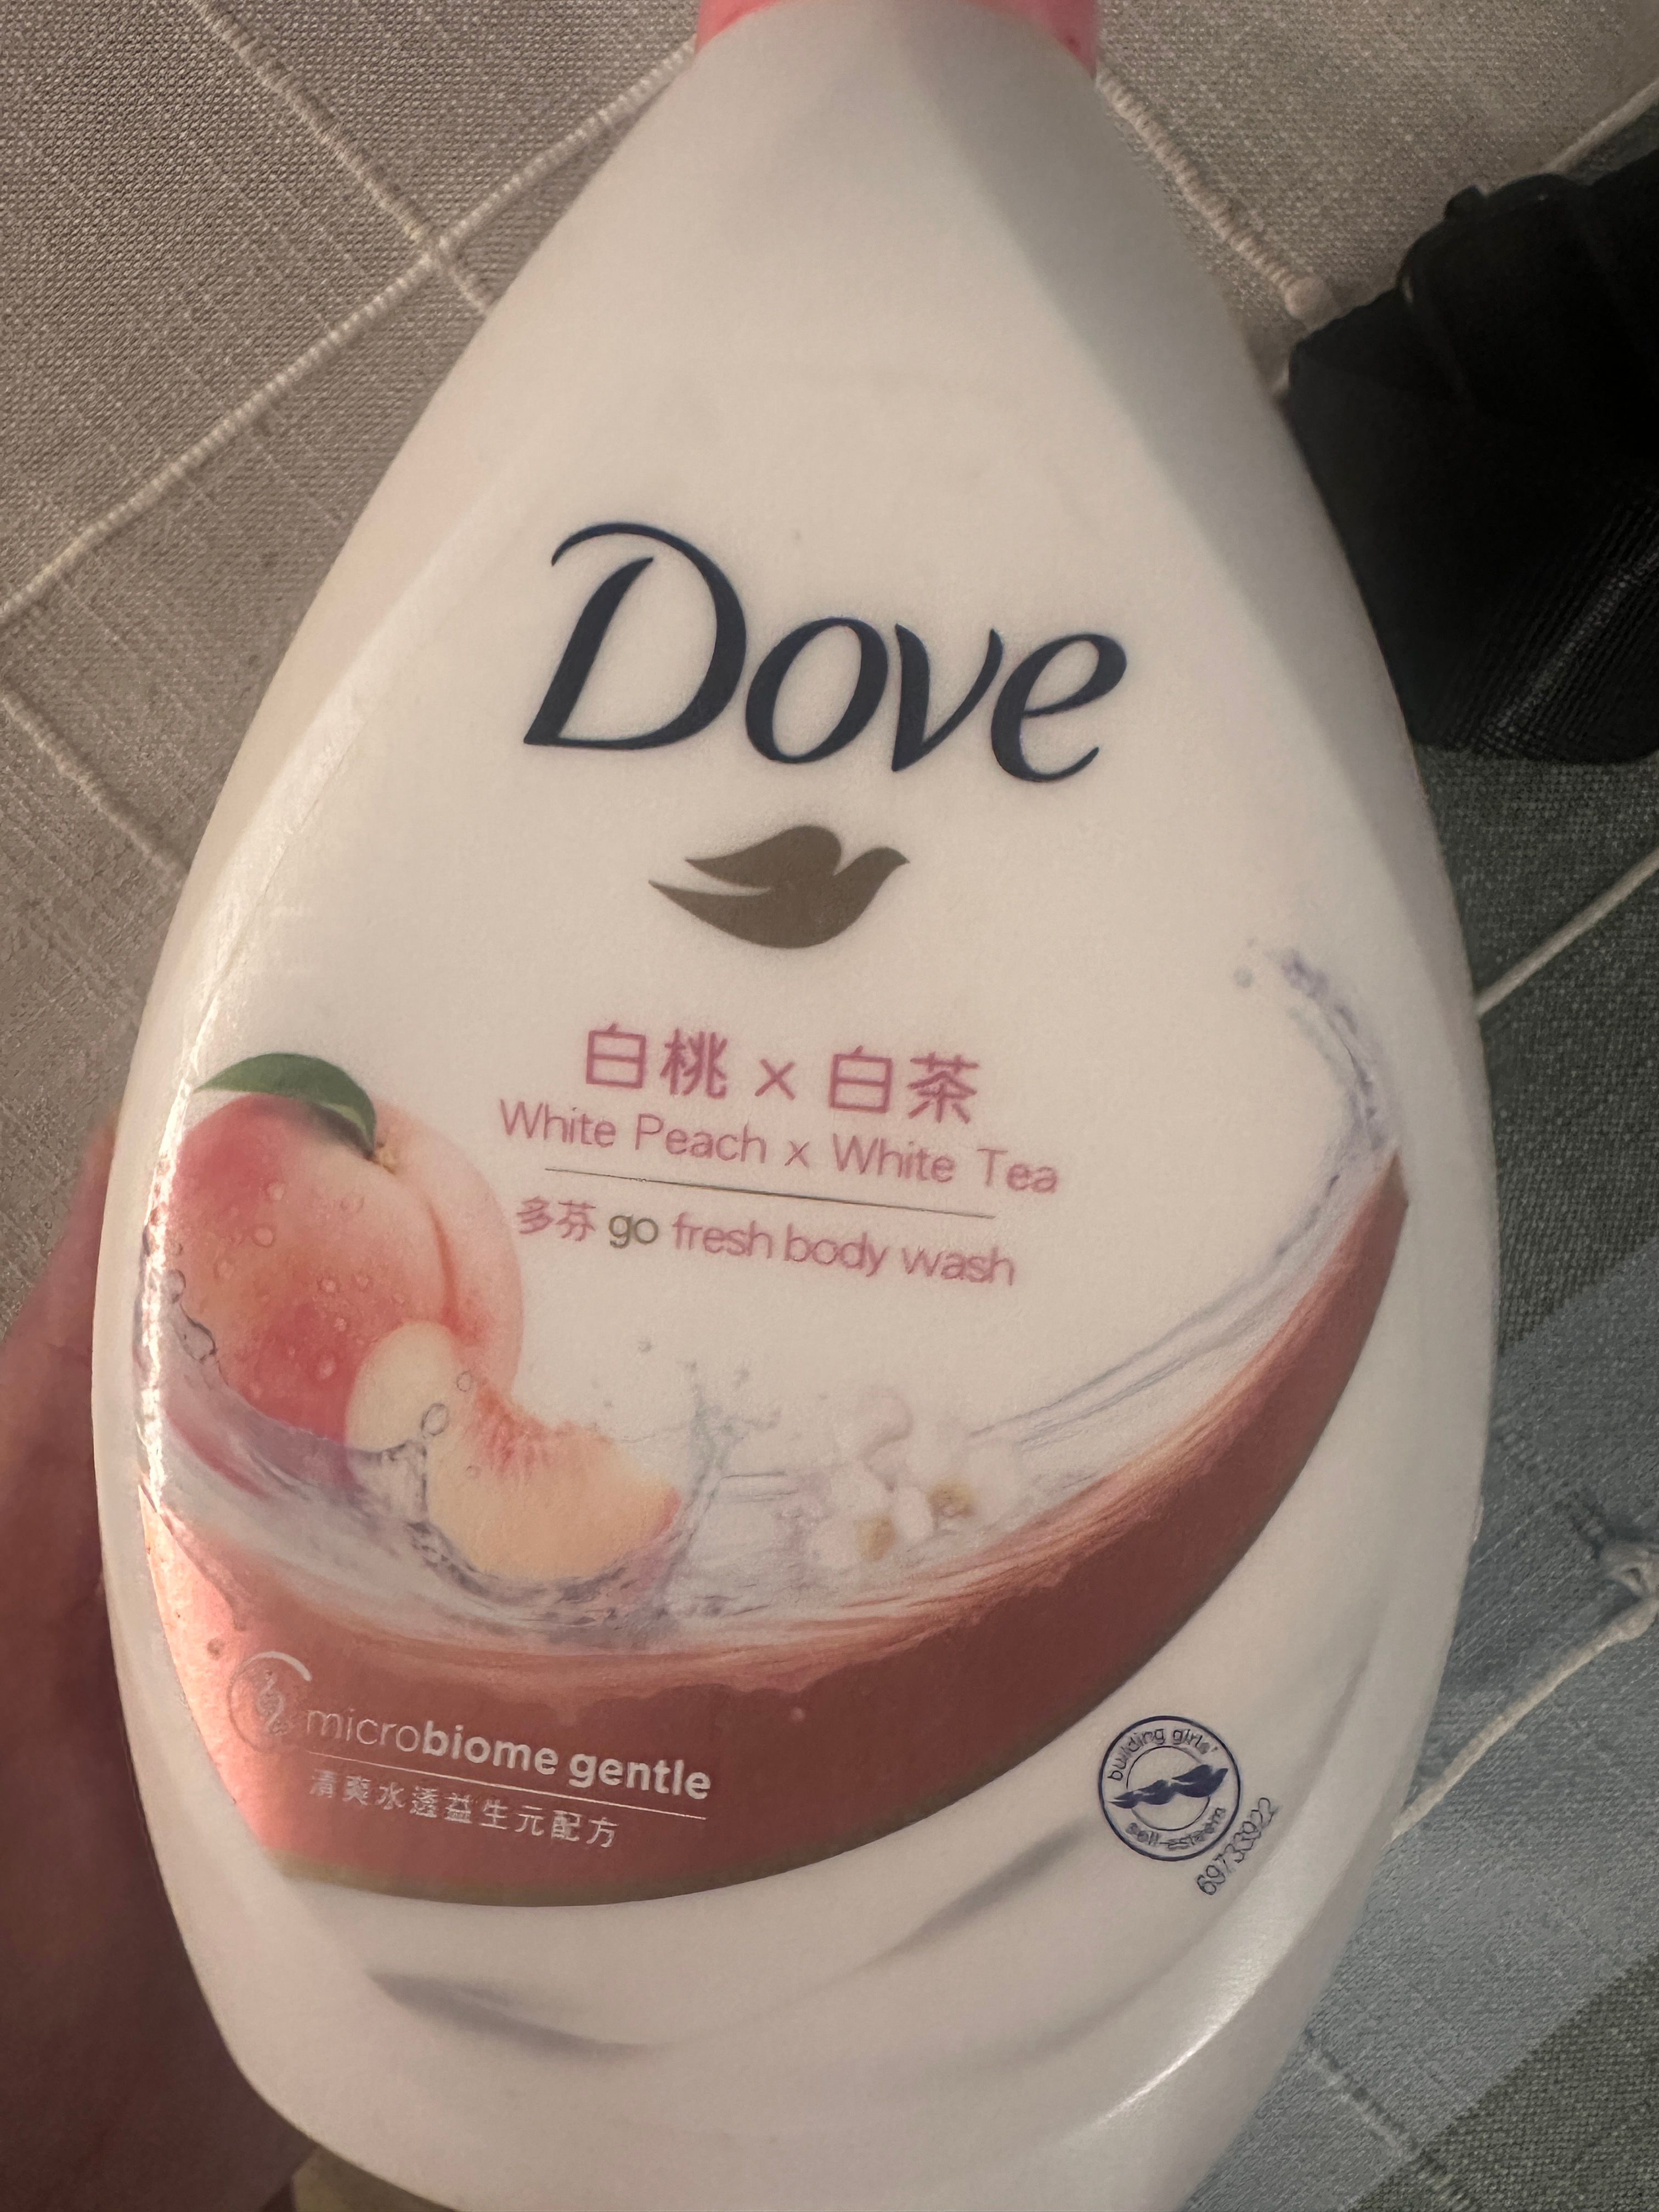 Dove
白桃 x 白茶
White Peach x White Tea
多芬 go fresh body wash
microbiome gentle
清爽水透益生元配方
building girls'
self-esteem
69733922